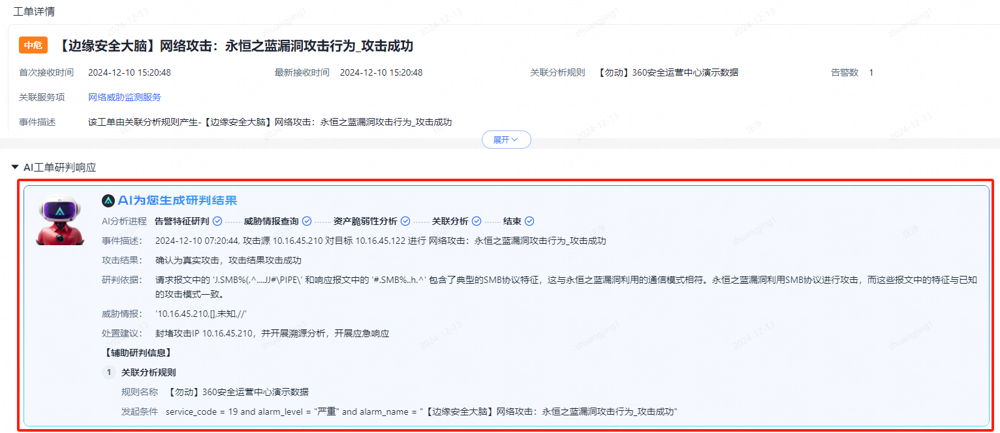 工单详情
中危 【边缘安全大脑】网络攻击：永恒之蓝漏洞攻击行为_攻击成功
首次接收时间 2024-12-10 15:20:48 最新接收时间 2024-12-10 15:20:48 关联分析规则 【勿动】360安全运营中心演示数据 告警数 1
关联服务项 网络威胁监测服务
事件描述 该工单由关联分析规则产生-【边缘安全大脑】网络攻击：永恒之蓝漏洞攻击行为_攻击成功
展开
AI工单研判响应
AI为您生成研判结果
AI分析进程 告警特征研判 ...... 威胁情报查询 ...... 资产脆弱性分析 ...... 关联分析 ...... 结束
事件描述： 2024-12-10 07:20:44, 攻击源 10.16.45.210 对目标 10.16.45.122 进行 网络攻击：永恒之蓝漏洞攻击行为_攻击成功
攻击结果： 确认为真实攻击，攻击结果攻击成功
研判依据： 请求报文中的 'J.SMB%(.^....JJ#\PIPE\' 和响应报文中的 '#.SMB%..h.^' 包含了典型的SMB协议特征，这与永恒之蓝漏洞利用的通信模式相符。永恒之蓝漏洞利用SMB协议进行攻击，而这些报文中的特征与已知
的攻击模式一致。
威胁情报： '10.16.45.210,[],未知,//'
处置建议： 封堵攻击IP 10.16.45.210，并开展溯源分析，开展应急响应
【辅助研判信息】
1 关联分析规则
规则名称 【勿动】360安全运营中心演示数据
发起条件 service_code = 19 and alarm_level = "严重" and alarm_name = "【边缘安全大脑】网络攻击：永恒之蓝漏洞攻击行为_攻击成功"
2024-12-13
zhuangjing1
庄净